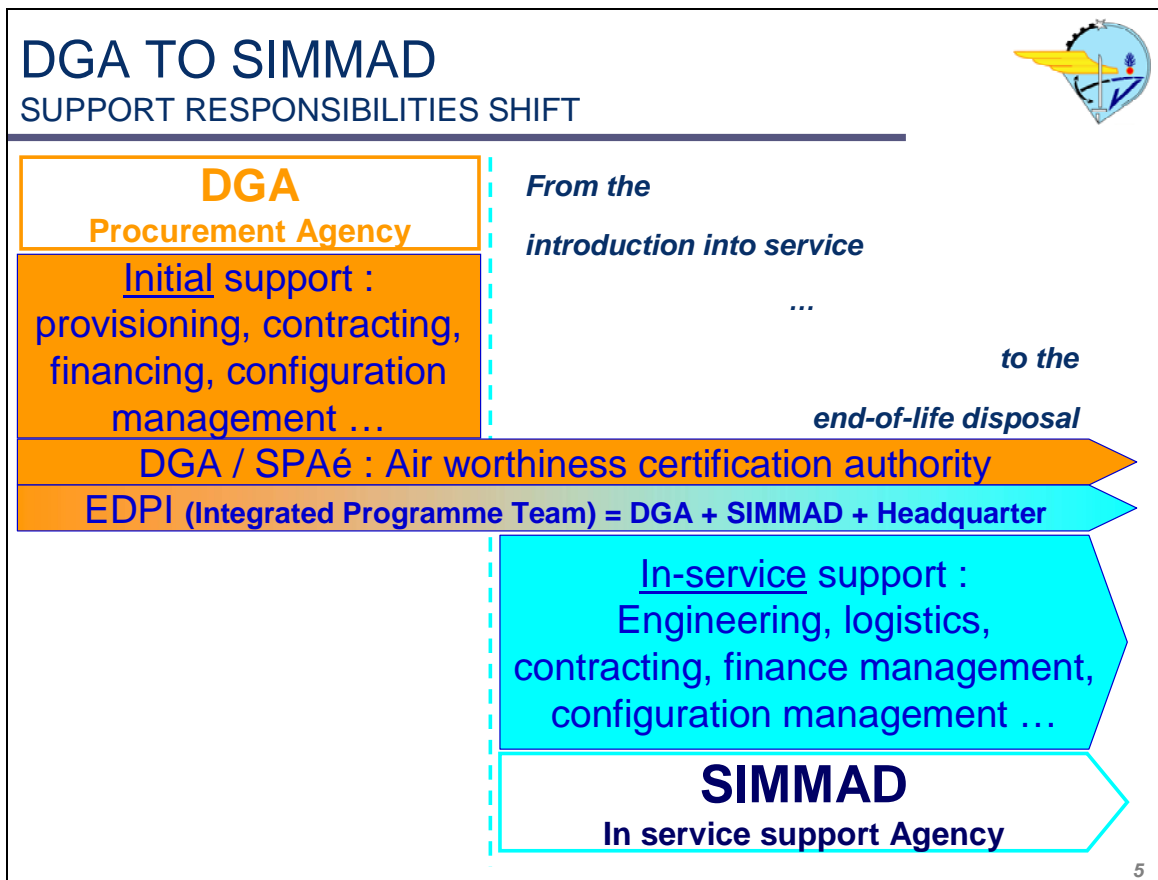 DGA TO SIMMAD
SUPPORT RESPONSIBILITIES SHIFT
DGA
Procurement Agency
Initial support :
provisioning, contracting,
financing, configuration
management …
From the
introduction into service
…
to the
end-of-life disposal
DGA / SPAé : Air worthiness certification authority
EDPI (Integrated Programme Team) = DGA + SIMMAD + Headquarter
In-service support :
Engineering, logistics,
contracting, finance management,
configuration management …
SIMMAD
In service support Agency
5